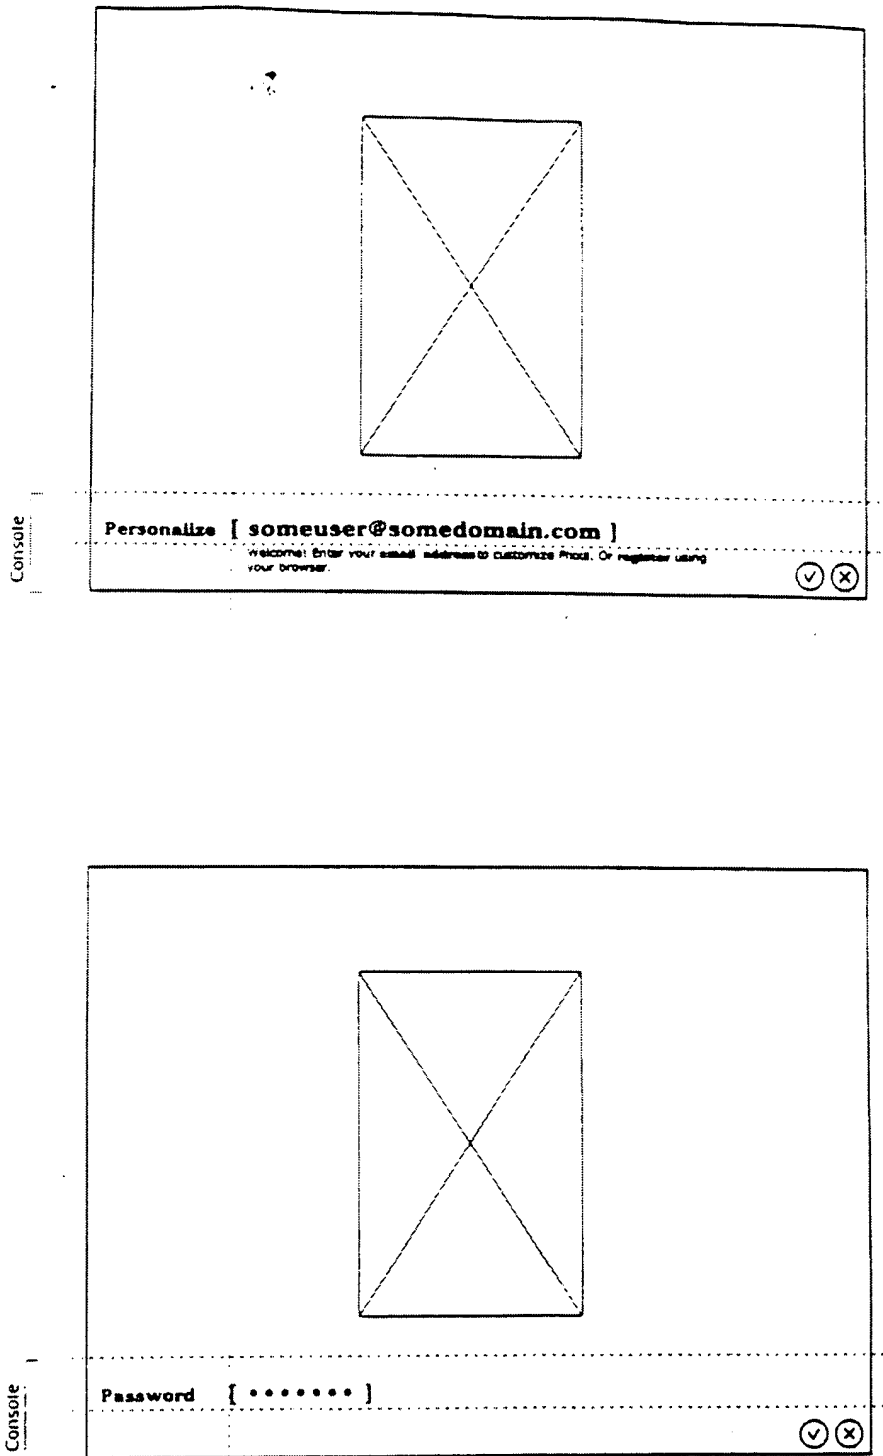 Console
Personalize [ someuser@somedomain.com ]
Welcome! Enter your email address to customize Or register using
your browser.
Console
Password [ ••••••• ]